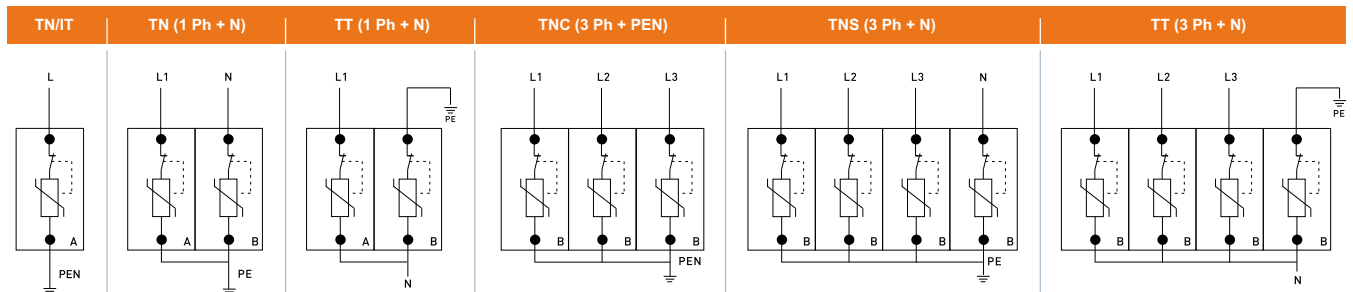 TN/IT
TN (1 Ph + N)
TT (1 Ph + N)
TNC (3 Ph + PEN)
TNS (3 Ph + N)
TT (3 Ph + N)
L
A
PEN
L1 N
A B
PE
L1
PE
A B
N
L1 L2 L3
B B B
PEN
L1 L2 L3 N
B B B B
PE
L1 L2 L3
PE
B B B B
N